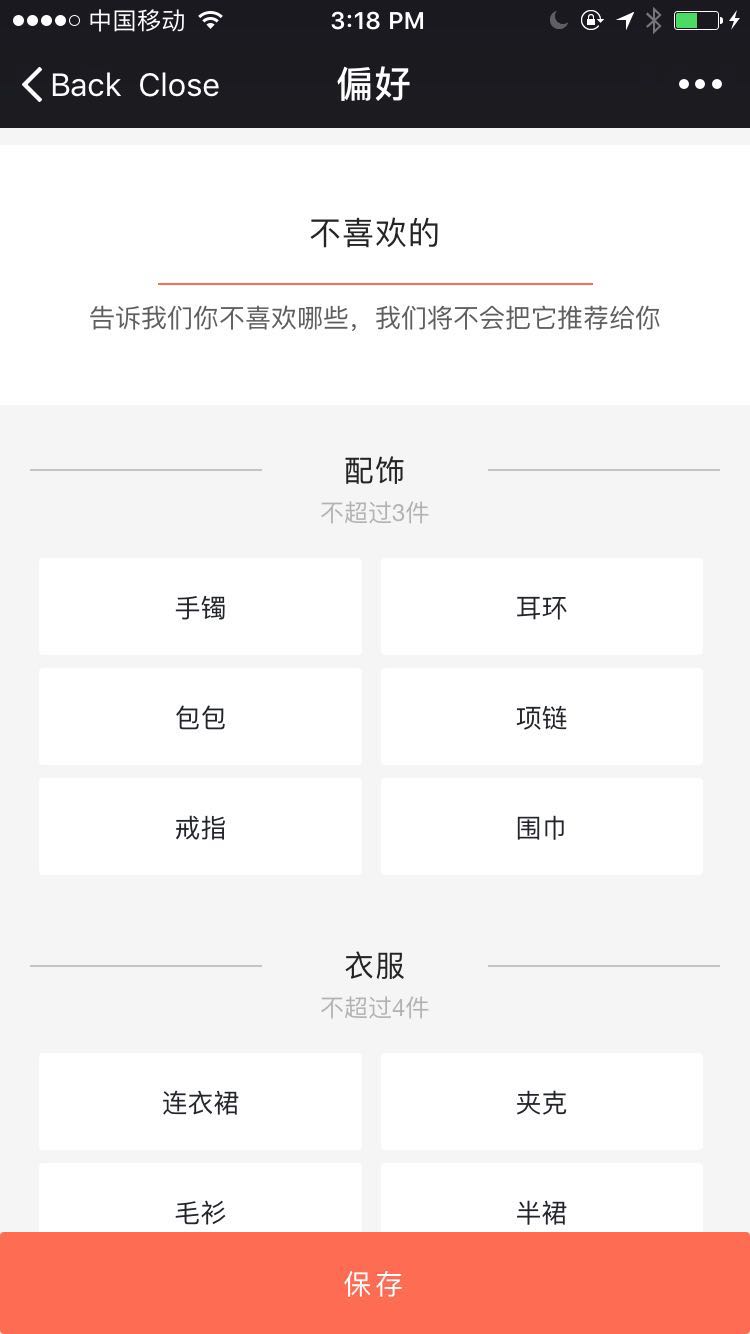 中国移动 3:18 PM
Back Close 偏好
不喜欢的
告诉我们你不喜欢哪些，我们将不会把它推荐给你
配饰
不超过3件
手镯 耳环
包包 项链
戒指 围巾
衣服
不超过4件
连衣裙 夹克
毛衫 半裙
保存